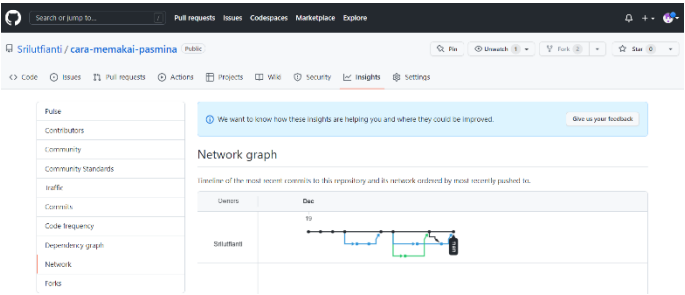 Search or jump to... /
Pull requests Issues Codespaces Marketplace Explore
Srilutfianti / cara-memakai-pasmina Public
Pin Unwatch 1 Fork 2 Star 0
Code Issues Pull requests Actions Projects Wiki Security Insights Settings
Pulse
Contributors
Community
Community Standards
Traffic
Commits
Code frequency
Dependency graph
Network
Forks
We want to know how these insights are helping you and where they could be improved.
Give us your feedback
Network graph
Timeline of the most recent commits to this repository and its network ordered by most recently pushed to.
Owners Dec
19
Srilutfianti
main